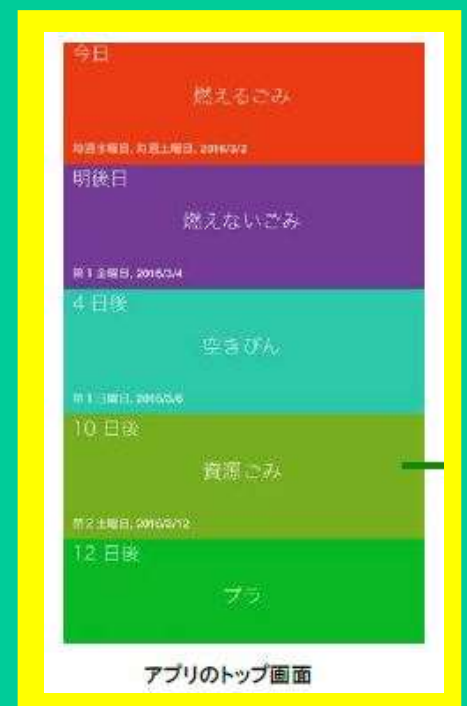 今日
燃えるごみ
毎週水曜日, 毎週土曜日, 2016/3/2
明後日
燃えないごみ
第1金曜日, 2016/3/4
4 日後
空きびん
第1日曜日, 2016/3/6
10 日後
資源ごみ
第2土曜日, 2016/3/12
12 日後
プラ
アプリのトップ画面